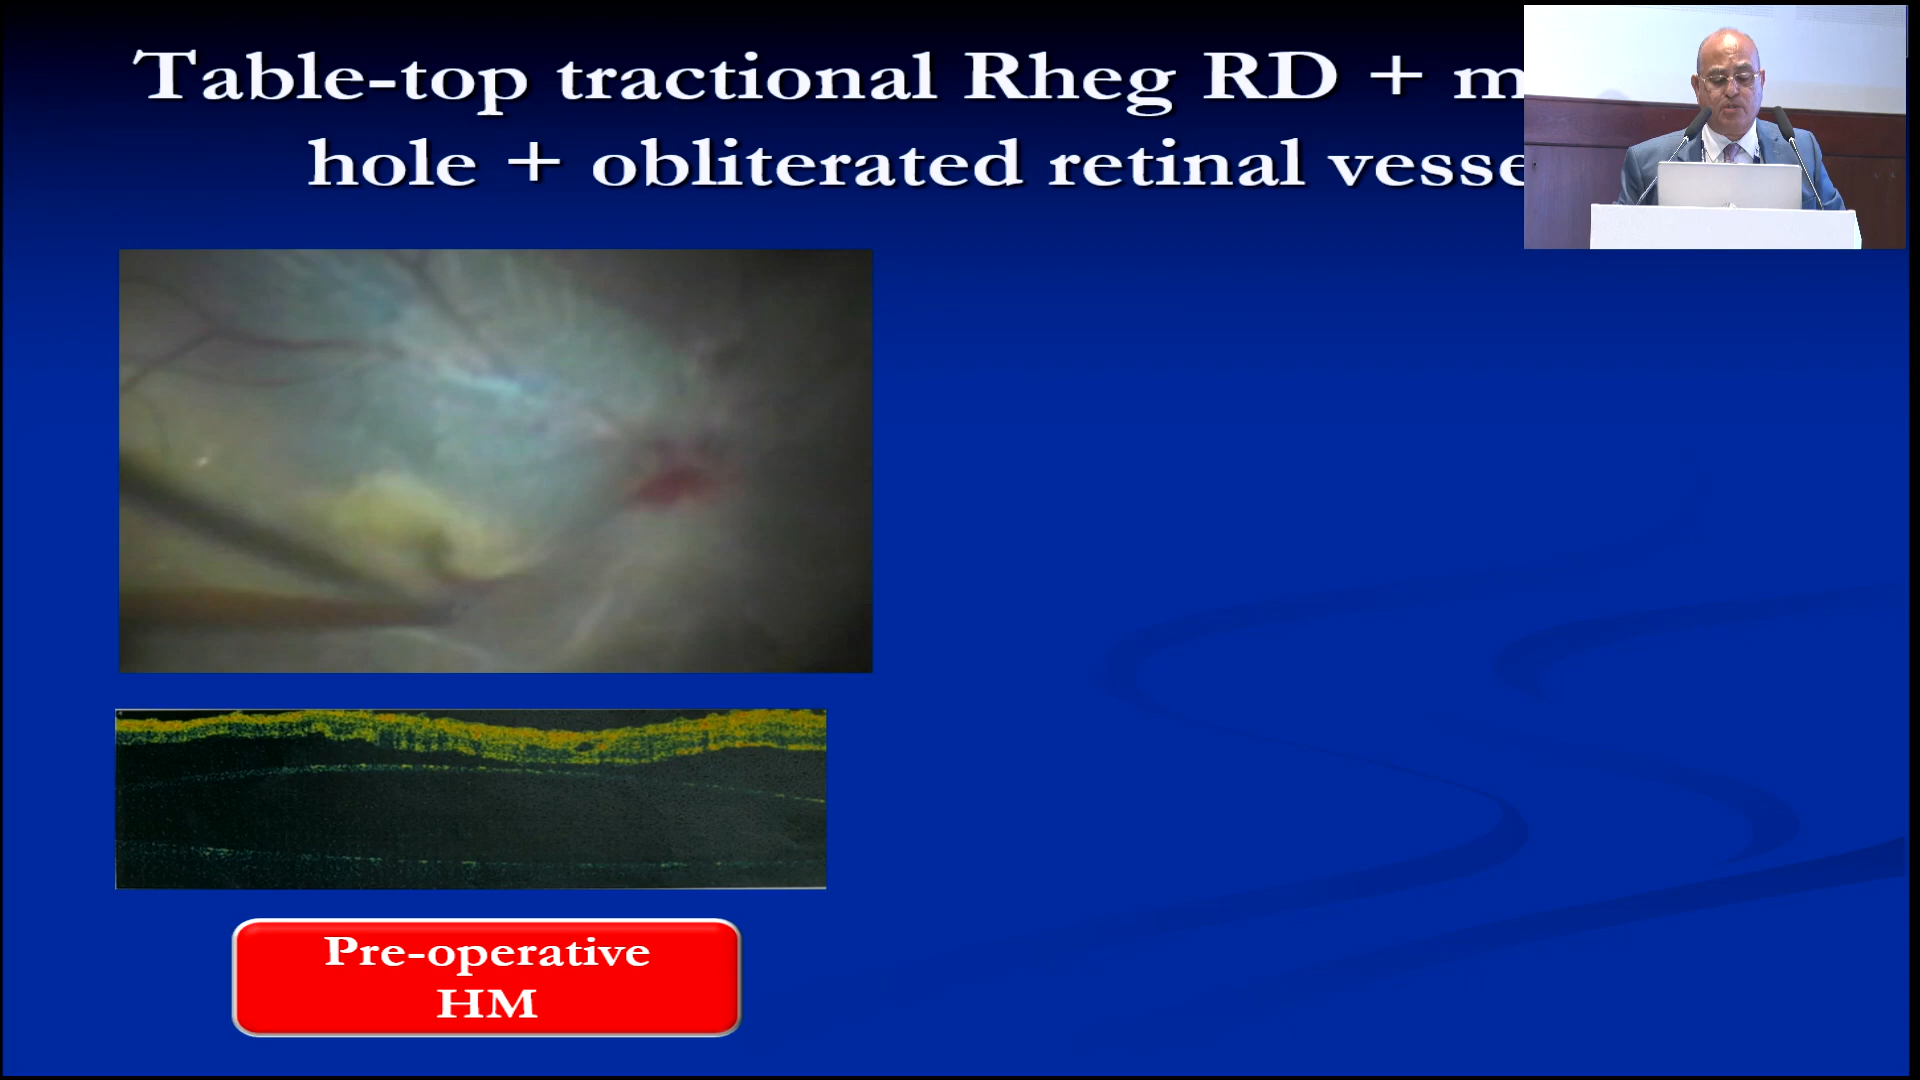 Table-top tractional Rheg RD + m
hole + obliterated retinal vesse
Pre-operative
HM